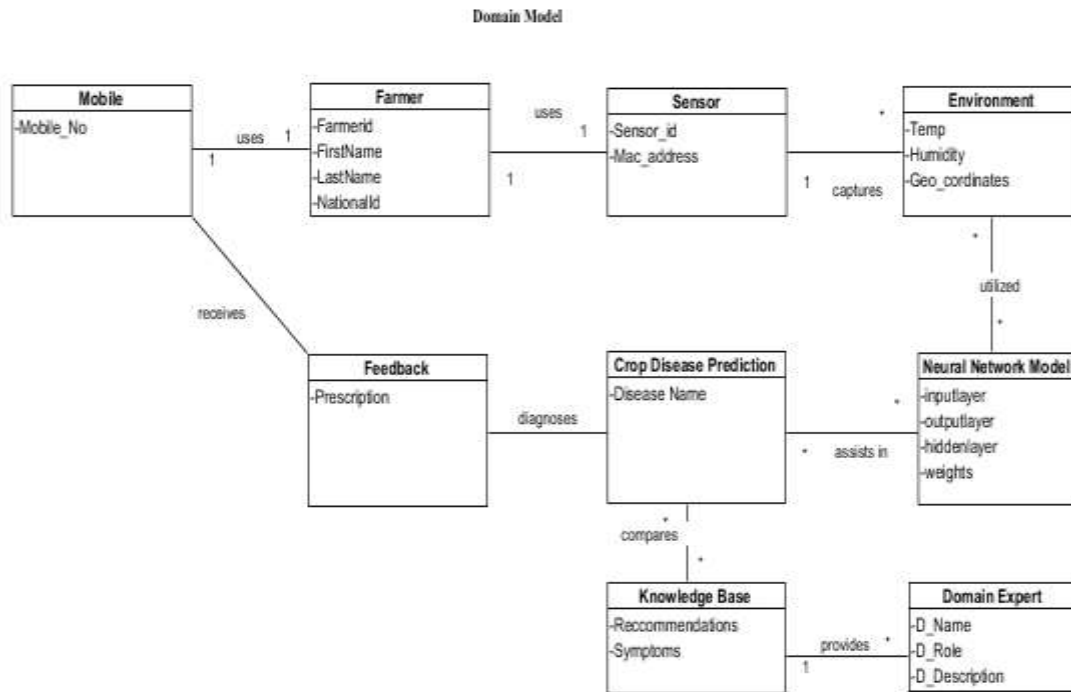 Domain Model
Mobile
-Mobile_No
uses
1
1
Farmer
-Farmerid
-FirstName
-LastName
-NationalId
uses
1
1
Sensor
-Sensor_id
-Mac_address
*
1
captures
Environment
-Temp
-Humidity
-Geo_cordinates
*
utilized
*
receives
Feedback
-Prescription
diagnoses
Crop Disease Prediction
-Disease Name
*
*
assists in
Neural Network Model
-inputlayer
-outputlayer
-hiddenlayer
-weights
*
compares
*
Knowledge Base
-Reccommendations
-Symptoms
provides
*
1
Domain Expert
-D_Name
-D_Role
-D_Description